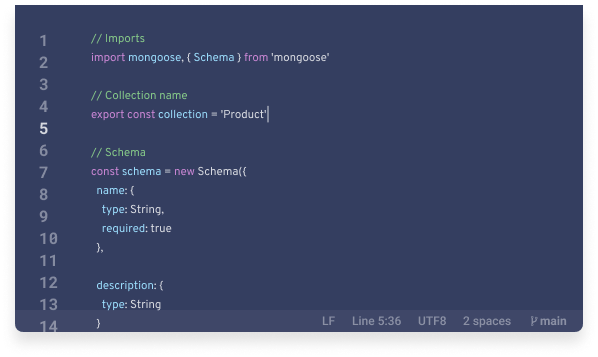 1
2
3
4
5
6
7
8
9
10
11
12
13
14
// Imports
import mongoose, { Schema } from 'mongoose'
// Collection name
export const collection = 'Product'
// Schema
const schema = new Schema({
name: {
type: String,
required: true
},
description: {
type: String
}
LF Line 5:36 UTF8 2 spaces main